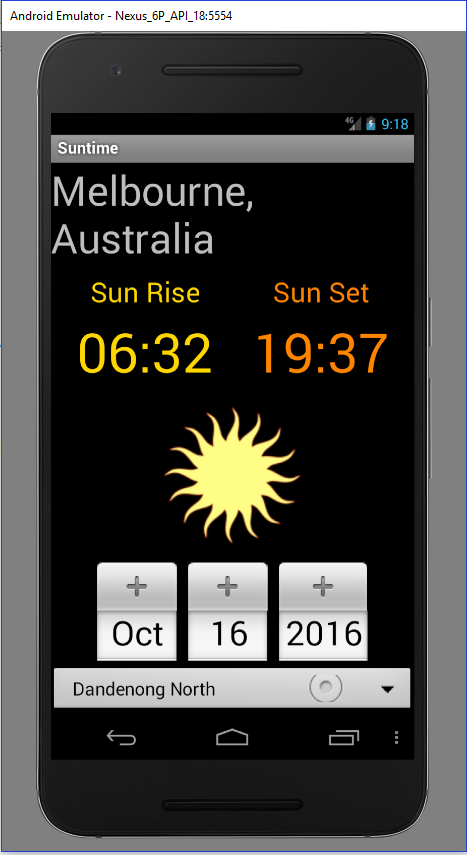 Android Emulator - Nexus_6P_API_18:5554
4G 9:18
Suntime
Melbourne,
Australia
Sun Rise Sun Set
06:32 19:37
+ + +
Oct 16 2016
Dandenong North